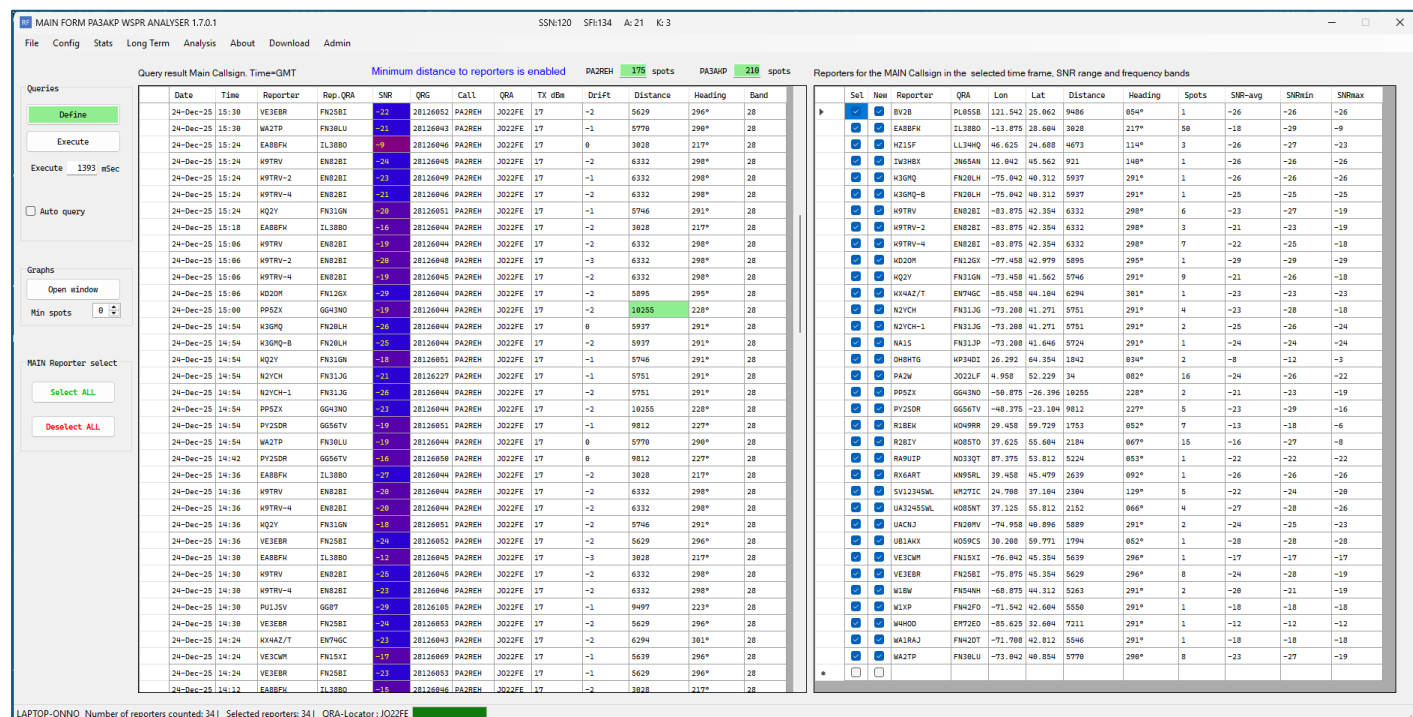 MAIN FORM PA3AKP WSPR ANALYSER 1.7.0.1 SSN:120 SFI:134 A: 21 K: 3
File Config Stats Long Term Analysis About Download Admin
Query result Main Callsign. Time=GMT Minimum distance to reporters is enabled PA2REH 175 spots PA3AKP 210 spots Reporters for the MAIN Callsign in the selected time frame, SNR range and frequency bands
Queries
Define
Execute
Execute 1393 mSec
Auto query
Graphs
Open window
Min spots 0
MAIN Reporter select
Select ALL
Deselect ALL
Date Time Reporter Rep.QRA SNR QRG Call QRA TX dBm Drift Distance Heading Band
24-Dec-25 15:30 VE3EBR FN25BI -22 28126052 PA2REH JO22FE 17 -2 5629 296° 28
24-Dec-25 15:30 WA2TP FN30LU -21 28126043 PA2REH JO22FE 17 -1 5770 290° 28
24-Dec-25 15:24 EA8BFK IL38BO -9 28126046 PA2REH JO22FE 17 0 3028 217° 28
24-Dec-25 15:24 K9TRV EN82BI -24 28126045 PA2REH JO22FE 17 -2 6332 298° 28
24-Dec-25 15:24 K9TRV-2 EN82BI -23 28126049 PA2REH JO22FE 17 -1 6332 298° 28
24-Dec-25 15:24 K9TRV-4 EN82BI -21 28126046 PA2REH JO22FE 17 -2 6332 298° 28
24-Dec-25 15:24 KQ2Y FN31GN -20 28126051 PA2REH JO22FE 17 -1 5746 291° 28
24-Dec-25 15:18 EA8BFK IL38BO -16 28126044 PA2REH JO22FE 17 -2 3028 217° 28
24-Dec-25 15:06 K9TRV EN82BI -19 28126044 PA2REH JO22FE 17 -2 6332 298° 28
24-Dec-25 15:06 K9TRV-2 EN82BI -20 28126048 PA2REH JO22FE 17 -3 6332 298° 28
24-Dec-25 15:06 K9TRV-4 EN82BI -19 28126045 PA2REH JO22FE 17 -2 6332 298° 28
24-Dec-25 15:06 KD2OM FN12GX -29 28126044 PA2REH JO22FE 17 -2 5895 295° 28
24-Dec-25 15:00 PP5ZX GG43NO -19 28126044 PA2REH JO22FE 17 -2 10255 228° 28
24-Dec-25 14:54 K3GMQ FN20LH -26 28126044 PA2REH JO22FE 17 0 5937 291° 28
24-Dec-25 14:54 K3GMQ-B FN20LH -25 28126044 PA2REH JO22FE 17 -2 5937 291° 28
24-Dec-25 14:54 KQ2Y FN31GN -18 28126051 PA2REH JO22FE 17 -1 5746 291° 28
24-Dec-25 14:54 N2YCH FN31JG -21 28126227 PA2REH JO22FE 17 -1 5751 291° 28
24-Dec-25 14:54 N2YCH-1 FN31JG -26 28126044 PA2REH JO22FE 17 -2 5751 291° 28
24-Dec-25 14:54 PP5ZX GG43NO -23 28126044 PA2REH JO22FE 17 -2 10255 228° 28
24-Dec-25 14:54 PY2SDR GG56TV -19 28126051 PA2REH JO22FE 17 -1 9812 227° 28
24-Dec-25 14:54 WA2TP FN30LU -19 28126044 PA2REH JO22FE 17 0 5770 290° 28
24-Dec-25 14:42 PY2SDR GG56TV -16 28126050 PA2REH JO22FE 17 0 9812 227° 28
24-Dec-25 14:36 EA8BFK IL38BO -27 28126044 PA2REH JO22FE 17 -2 3028 217° 28
24-Dec-25 14:36 K9TRV EN82BI -20 28126044 PA2REH JO22FE 17 -2 6332 298° 28
24-Dec-25 14:36 K9TRV-4 EN82BI -20 28126044 PA2REH JO22FE 17 -2 6332 298° 28
24-Dec-25 14:36 KQ2Y FN31GN -18 28126051 PA2REH JO22FE 17 -2 5746 291° 28
24-Dec-25 14:36 VE3EBR FN25BI -24 28126052 PA2REH JO22FE 17 -2 5629 296° 28
24-Dec-25 14:30 EA8BFK IL38BO -12 28126045 PA2REH JO22FE 17 -3 3028 217° 28
24-Dec-25 14:30 K9TRV EN82BI -25 28126045 PA2REH JO22FE 17 -2 6332 298° 28
24-Dec-25 14:30 K9TRV-4 EN82BI -23 28126046 PA2REH JO22FE 17 -2 6332 298° 28
24-Dec-25 14:30 PU1JSV GG87 -29 28126105 PA2REH JO22FE 17 -1 9497 223° 28
24-Dec-25 14:30 VE3EBR FN25BI -24 28126053 PA2REH JO22FE 17 -2 5629 296° 28
24-Dec-25 14:24 KX4AZ/T EN74GC -23 28126043 PA2REH JO22FE 17 -2 6294 301° 28
24-Dec-25 14:24 VE3CWM FN15XI -17 28126069 PA2REH JO22FE 17 -1 5639 296° 28
24-Dec-25 14:24 VE3EBR FN25BI -23 28126053 PA2REH JO22FE 17 -1 5629 296° 28
24-Dec-25 14:12 EA8BFK IL38BO -15 28126046 PA2REH JO22FE 17 -2 3028 217° 28
Sel New Reporter QRA Lon Lat Distance Heading Spots SNR-avg SNRmin SNRmax
BV2B PL05SB 121.542 25.062 9486 054° 1 -26 -26 -26
EA8BFK IL38BO -13.875 28.604 3028 217° 50 -18 -29 -9
HZ1SF LL34HQ 46.625 24.688 4673 114° 3 -26 -27 -23
IW3HBX JN65AN 12.042 45.562 921 140° 1 -26 -26 -26
K3GMQ FN20LH -75.042 40.312 5937 291° 1 -26 -26 -26
K3GMQ-B FN20LH -75.042 40.312 5937 291° 1 -25 -25 -25
K9TRV EN82BI -83.875 42.354 6332 298° 6 -23 -27 -19
K9TRV-2 EN82BI -83.875 42.354 6332 298° 3 -21 -23 -19
K9TRV-4 EN82BI -83.875 42.354 6332 298° 7 -22 -25 -18
KD2OM FN12GX -77.458 42.979 5895 295° 1 -29 -29 -29
KQ2Y FN31GN -73.458 41.562 5746 291° 9 -21 -26 -18
KX4AZ/T EN74GC -85.458 44.104 6294 301° 1 -23 -23 -23
N2YCH FN31JG -73.208 41.271 5751 291° 4 -23 -28 -18
N2YCH-1 FN31JG -73.208 41.271 5751 291° 2 -25 -26 -24
NA1S FN31JP -73.208 41.646 5724 291° 1 -24 -24 -24
OH8HTG KP34DI 26.292 64.354 1842 034° 2 -8 -12 -3
PA2W JO22LF 4.958 52.229 34 082° 16 -24 -26 -22
PP5ZX GG43NO -50.875 -26.396 10255 228° 2 -21 -23 -19
PY2SDR GG56TV -48.375 -23.104 9812 227° 5 -23 -29 -16
R1BEK KO49RR 29.458 59.729 1753 052° 7 -13 -18 -6
R2BIY KO85TO 37.625 55.604 2184 067° 15 -16 -27 -8
RA9UIP NO33QT 87.375 53.812 5224 053° 1 -22 -22 -22
RX6ART KN95RL 39.458 45.479 2639 092° 1 -26 -26 -26
SV1234SWL KM27IC 24.708 37.104 2304 129° 5 -22 -24 -20
UA3245SWL KO85NT 37.125 55.812 2152 066° 4 -27 -28 -26
UACNJ FN20MV -74.958 40.896 5889 291° 2 -24 -25 -23
UB1AKX KO59CS 30.208 59.771 1794 052° 1 -28 -28 -28
VE3CWM FN15XI -76.042 45.354 5639 296° 1 -17 -17 -17
VE3EBR FN25BI -75.875 45.354 5629 296° 8 -24 -28 -19
W1BW FN54NH -68.875 44.312 5263 291° 2 -20 -21 -19
W1XP FN42FO -71.542 42.604 5550 291° 1 -18 -18 -18
W4HOD EM72EO -85.625 32.604 7211 291° 1 -12 -12 -12
WA1RAJ FN42DT -71.708 42.812 5546 291° 1 -18 -18 -18
WA2TP FN30LU -73.042 40.854 5770 290° 8 -23 -27 -19
LAPTOP-ONNO Number of reporters counted: 34 | Selected reporters: 34 | QRA-Locator : JO22FE